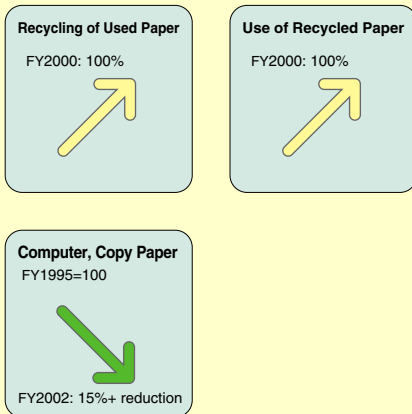 Recycling of Used Paper
FY2000: 100%
Use of Recycled Paper
FY2000: 100%
Computer, Copy Paper
FY1995=100
FY2002: 15%+ reduction